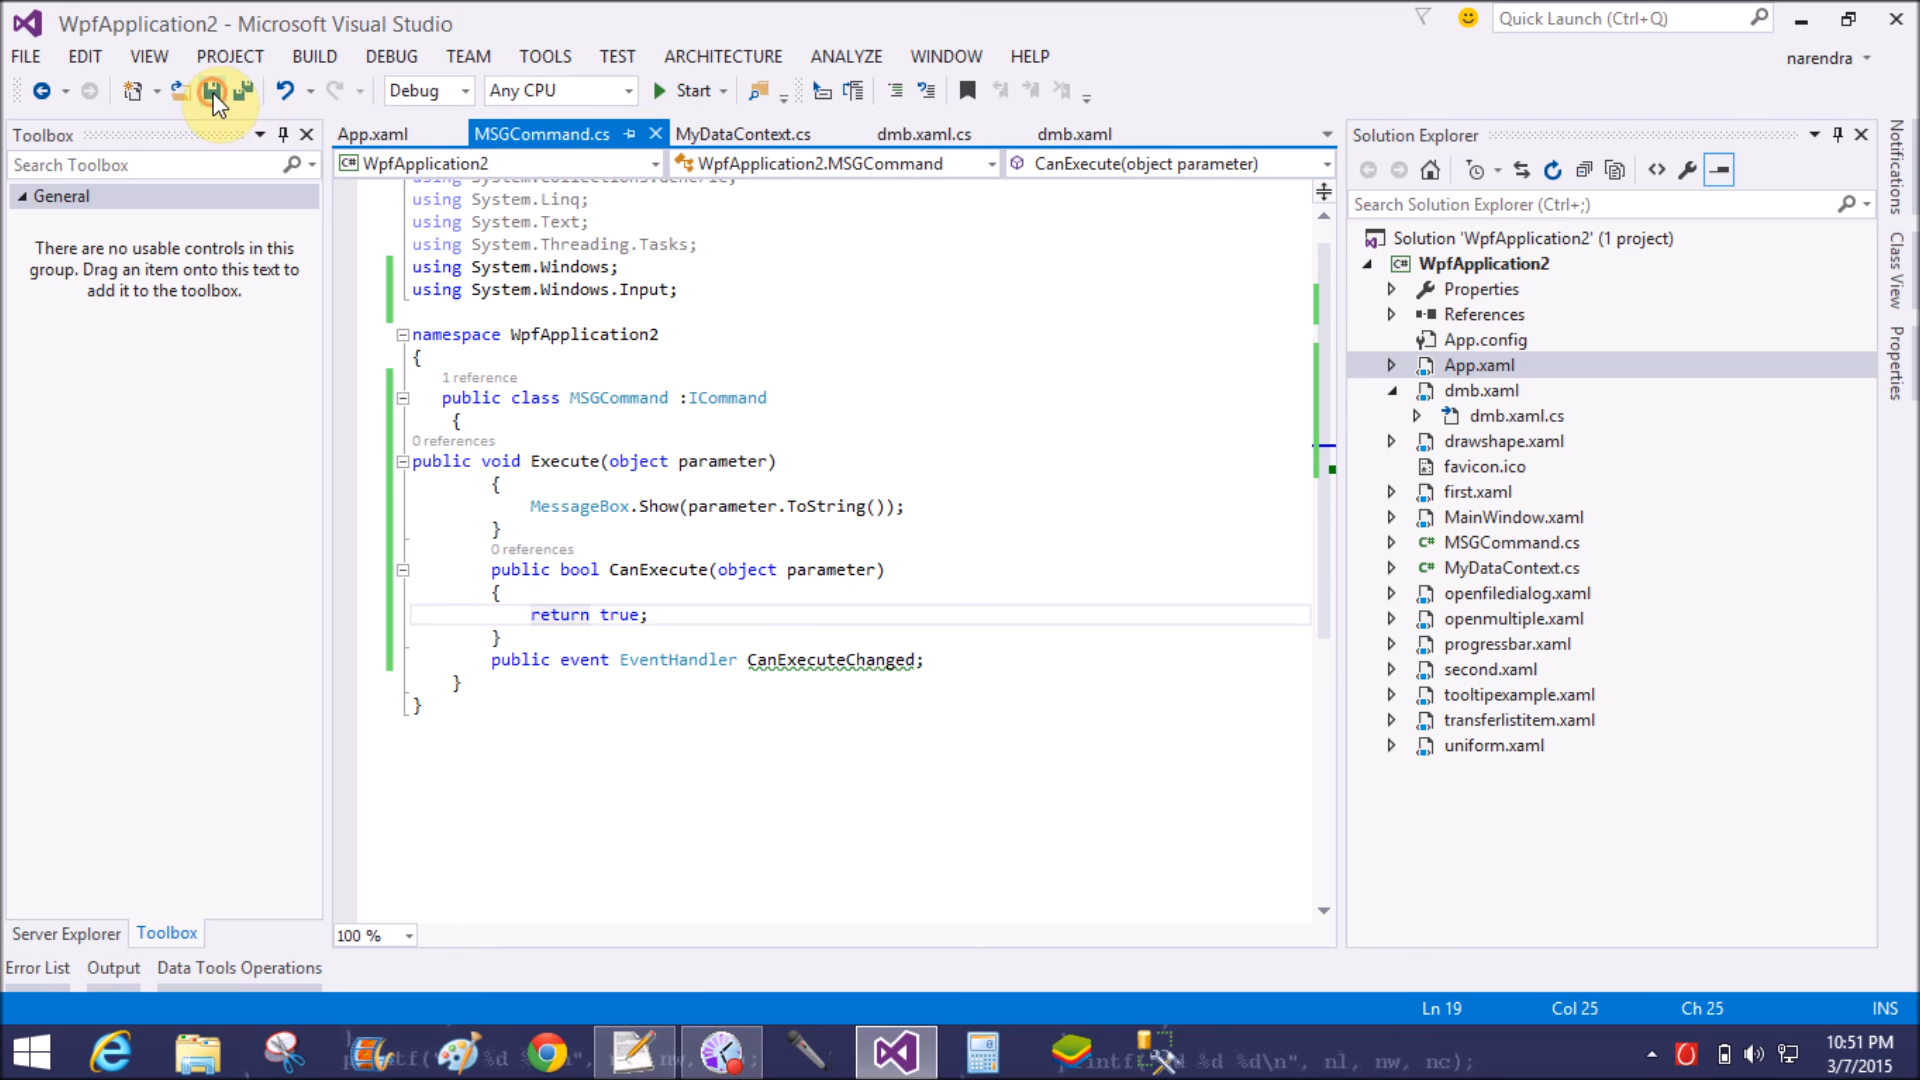 WpfApplication2 - Microsoft Visual Studio
Quick Launch (Ctrl+Q)
FILE EDIT VIEW PROJECT BUILD DEBUG TEAM TOOLS TEST ARCHITECTURE ANALYZE WINDOW HELP
narendra
Debug
Any CPU
Start
Toolbox
Search Toolbox
General
There are no usable controls in this
group. Drag an item onto this text to
add it to the toolbox.
Server Explorer
Toolbox
App.xaml
MSGCommand.cs
MyDataContext.cs
dmb.xaml.cs
dmb.xaml
C# WpfApplication2
WpfApplication2.MSGCommand
CanExecute(object parameter)
using System.Collections.Generic;
using System.Linq;
using System.Text;
using System.Threading.Tasks;
using System.Windows;
using System.Windows.Input;
namespace WpfApplication2
{
1 reference
public class MSGCommand :ICommand
{
0 references
public void Execute(object parameter)
{
MessageBox.Show(parameter.ToString());
}
0 references
public bool CanExecute(object parameter)
{
return true;
}
public event EventHandler CanExecuteChanged;
}
}
100 %
Solution Explorer
Search Solution Explorer (Ctrl+;)
Solution 'WpfApplication2' (1 project)
C# WpfApplication2
Properties
References
App.config
App.xaml
dmb.xaml
dmb.xaml.cs
drawshape.xaml
favicon.ico
first.xaml
MainWindow.xaml
C# MSGCommand.cs
C# MyDataContext.cs
openfiledialog.xaml
openmultiple.xaml
progressbar.xaml
second.xaml
tooltipexample.xaml
transferlistitem.xaml
uniform.xaml
Notifications
Class View
Properties
Error List
Output
Data Tools Operations
Ln 19
Col 25
Ch 25
INS
printf("%d %d %d\n", nl, nw, nc);
10:51 PM
3/7/2015